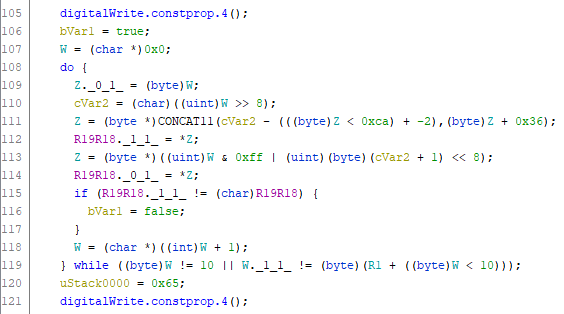 105 digitalWrite.constprop.4();
106 bVar1 = true;
107 W = (char *)0x0;
108 do {
109 Z._0_1_ = (byte)W;
110 cVar2 = (char)((uint)W >> 8);
111 Z = (byte *)CONCAT11(cVar2 - (((byte)Z < 0xca) + -2),(byte)Z + 0x36);
112 R19R18._1_1_ = *Z;
113 Z = (byte *)((uint)W & 0xff | (uint)(byte)(cVar2 + 1) << 8);
114 R19R18._0_1_ = *Z;
115 if (R19R18._1_1_ != (char)R19R18) {
116 bVar1 = false;
117 }
118 W = (char *)((int)W + 1);
119 } while ((byte)W != 10 || W._1_1_ != (byte)(R1 + ((byte)W < 10)));
120 uStack0000 = 0x65;
121 digitalWrite.constprop.4();